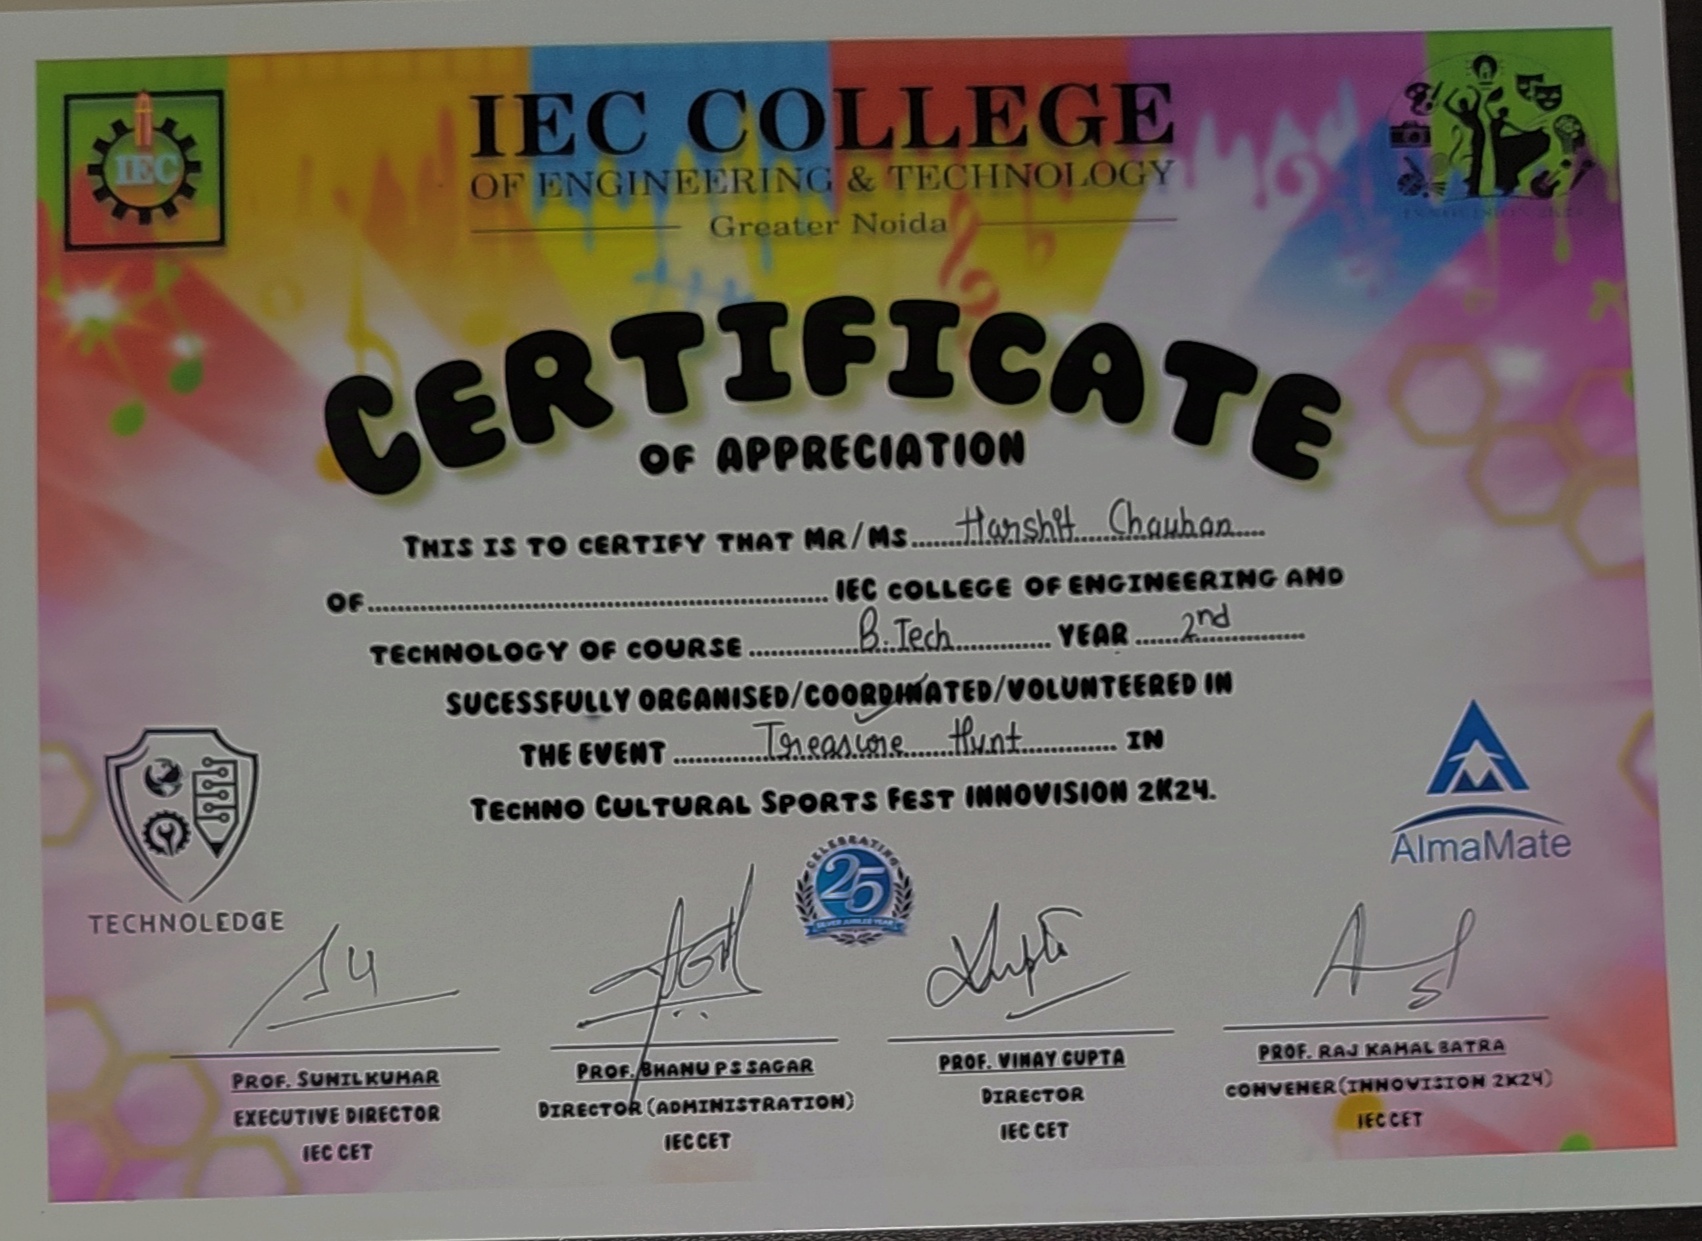 IEC
IEC COLLEGE
OF ENGINEERING & TECHNOLOGY
Greater Noida
CERTIFICATE
OF APPRECIATION
THIS IS TO CERTIFY THAT MR/MS Harshit Chauhan
OF IEC COLLEGE OF ENGINEERING AND
TECHNOLOGY OF COURSE B.Tech YEAR 2nd
SUCESSFULLY ORGANISED/COORDINATED/VOLUNTEERED IN
THE EVENT Treasure Hunt IN
TECHNO CULTURAL SPORTS FEST INNOVISION 2K24.
TECHNOLEDGE
CELEBRATING
25
SILVER JUBILEE YEAR
AlmaMate
PROF. SUNIL KUMAR
EXECUTIVE DIRECTOR
IEC CET
PROF. BHANU P S SAGAR
DIRECTOR (ADMINISTRATION)
IEC CET
PROF. VINAY GUPTA
DIRECTOR
IEC CET
PROF. RAJ KAMAL BATRA
CONVENER(INNOVISION 2K24)
IEC CET